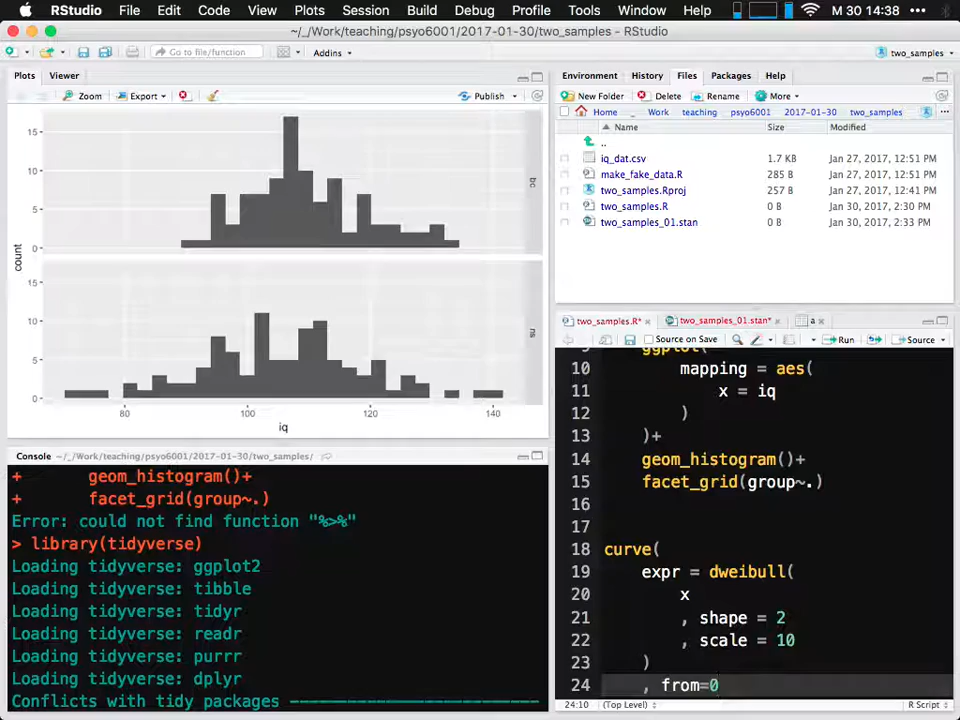 RStudio File Edit Code View Plots Session Build Debug Profile Tools Window Help M 30 14:38
~/_/Work/teaching/psyo6001/2017-01-30/two_samples - RStudio
Go to file/function Addins two_samples
Plots Viewer
Zoom Export Publish
15
10
5
0
bc
15
10
5
0
ns
count
80 100 120 140
iq
Environment History Files Packages Help
New Folder Delete Rename More
Home _ Work teaching psyo6001 2017-01-30 two_samples ...
Name Size Modified
..
iq_dat.csv 1.7 KB Jan 27, 2017, 12:51 PM
make_fake_data.R 285 B Jan 27, 2017, 12:51 PM
two_samples.Rproj 257 B Jan 27, 2017, 12:41 PM
two_samples.R 0 B Jan 30, 2017, 2:30 PM
two_samples_01.stan 0 B Jan 30, 2017, 2:33 PM
Console ~/_/Work/teaching/psyo6001/2017-01-30/two_samples/
+ geom_histogram()+
+ facet_grid(group~.)
Error: could not find function "%>%"
> library(tidyverse)
Loading tidyverse: ggplot2
Loading tidyverse: tibble
Loading tidyverse: tidyr
Loading tidyverse: readr
Loading tidyverse: purrr
Loading tidyverse: dplyr
Conflicts with tidy packages
two_samples.R* two_samples_01.stan* a
Source on Save Run Source
9 ggplot(
10 mapping = aes(
11 x = iq
12 )
13 )+
14 geom_histogram()+
15 facet_grid(group~.)
16
17
18 curve(
19 expr = dweibull(
20 x
21 , shape = 2
22 , scale = 10
23 )
24 , from=0
24:10 (Top Level) R Script